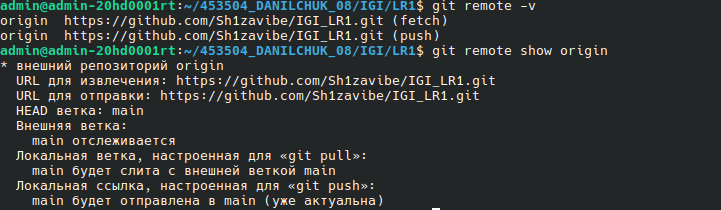 admin@admin-20hd0001rt:~/453504_DANILCHUK_08/IGI/LR1$ git remote -v
origin  https://github.com/Sh1zavibe/IGI_LR1.git (fetch)
origin  https://github.com/Sh1zavibe/IGI_LR1.git (push)
admin@admin-20hd0001rt:~/453504_DANILCHUK_08/IGI/LR1$ git remote show origin
* внешний репозиторий origin
  URL для извлечения: https://github.com/Sh1zavibe/IGI_LR1.git
  URL для отправки: https://github.com/Sh1zavibe/IGI_LR1.git
  HEAD ветка: main
  Внешняя ветка:
    main отслеживается
  Локальная ветка, настроенная для «git pull»:
    main будет слита с внешней веткой main
  Локальная ссылка, настроенная для «git push»:
    main будет отправлена в main (уже актуальна)